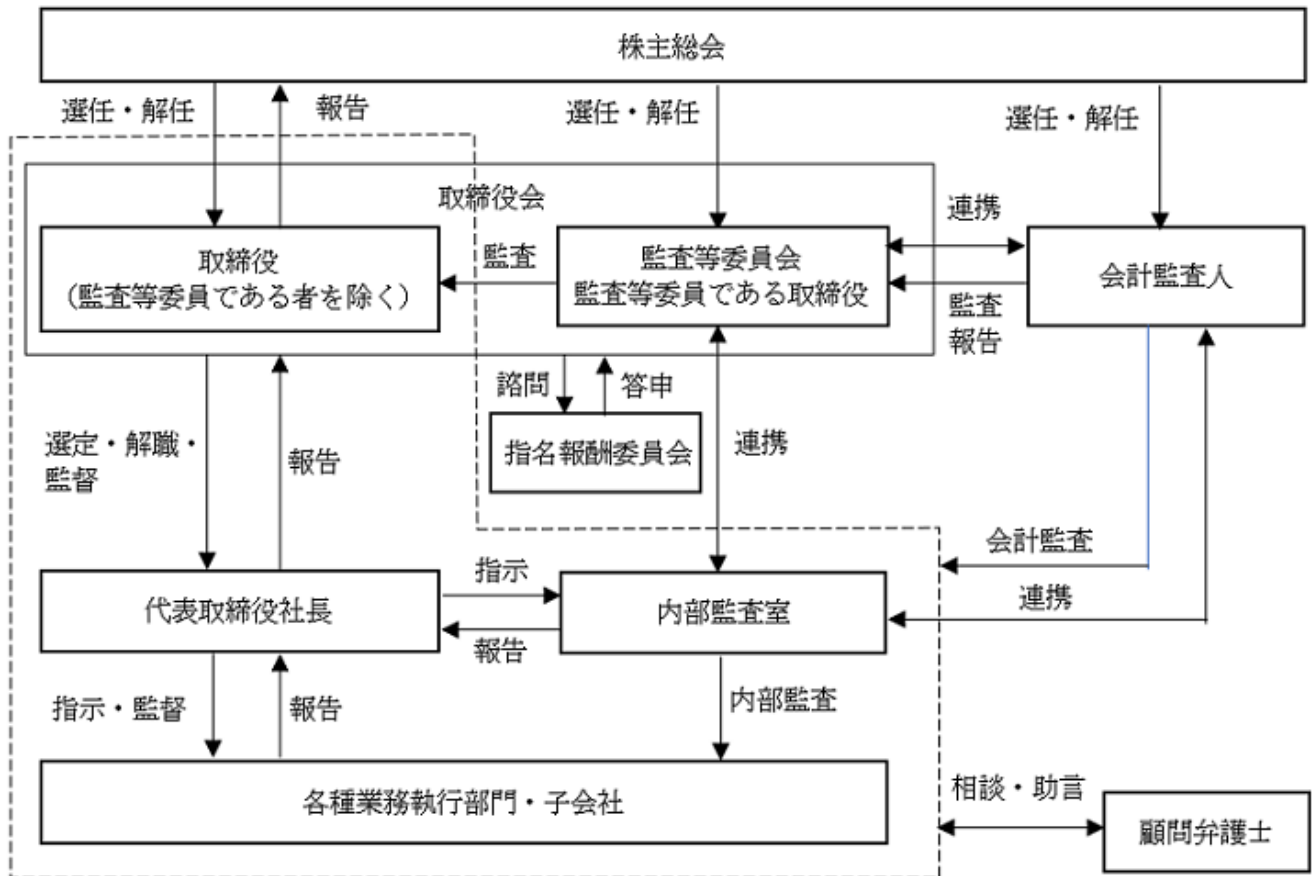 株主総会
選任・解任
報告
選任・解任
選任・解任
取締役会
取締役
(監査等委員である者を除く)
監査
監査等委員会
監査等委員である取締役
連携
監査
報告
会計監査人
諮問
答申
指名報酬委員会
連携
選定・解職・
監督
報告
会計監査
連携
代表取締役社長
指示
報告
内部監査室
指示・監督
報告
内部監査
各種業務執行部門・子会社
相談・助言
顧問弁護士